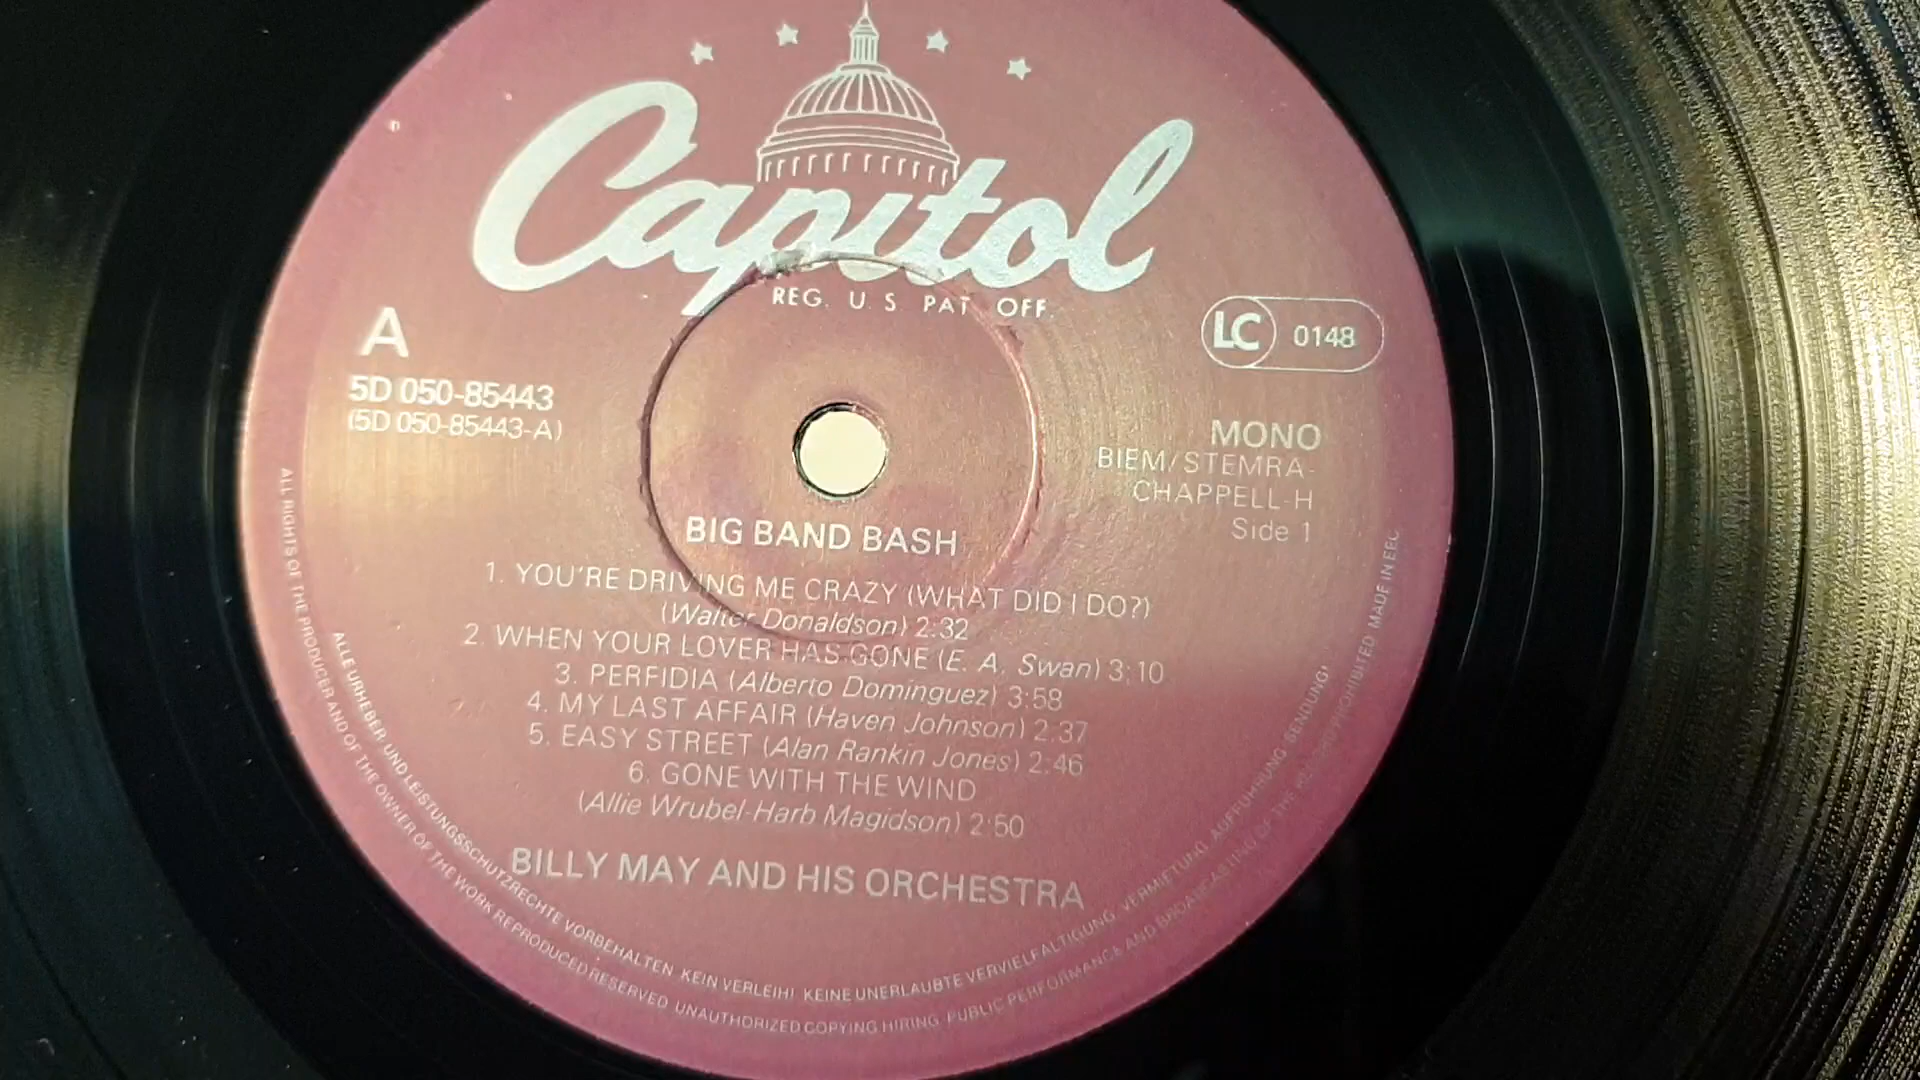 Capitol
REG. U. S. PAT. OFF.
A
5D 050-85443
(5D 050-85443-A)
LC 0148
MONO
BIEM/STEMRA-
CHAPPELL-H
Side 1
BIG BAND BASH
1. YOU'RE DRIVING ME CRAZY (WHAT DID I DO?)
(Walter Donaldson) 2:32
2. WHEN YOUR LOVER HAS GONE (E. A. Swan) 3:10
3. PERFIDIA (Alberto Dominguez) 3:58
4. MY LAST AFFAIR (Haven Johnson) 2:37
5. EASY STREET (Alan Rankin Jones) 2:46
6. GONE WITH THE WIND
(Allie Wrubel-Harb Magidson) 2:50
BILLY MAY AND HIS ORCHESTRA
ALLE URHEBER UND LEISTUNGSSCHUTZRECHTE VORBEHALTEN. KEIN VERLEIH! KEINE UNERLAUBTE VERVIELFÄLTIGUNG, VERMIETUNG, AUFFÜHRUNG, SENDUNG!
ALL RIGHTS OF THE PRODUCER AND OF THE OWNER OF THE WORK REPRODUCED RESERVED. UNAUTHORIZED COPYING HIRING, PUBLIC PERFORMANCE AND BROADCASTING OF THE PROHIBITED MADE IN EEC